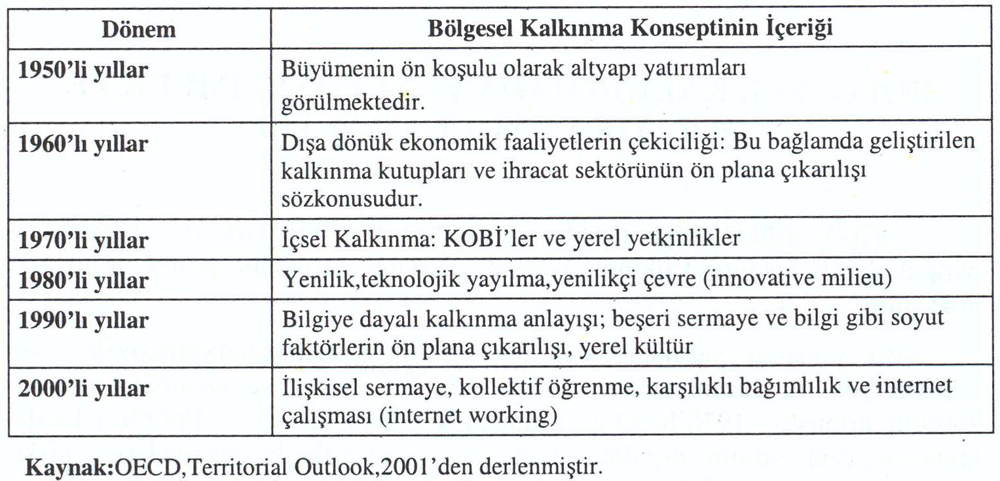 Dönem
Bölgesel Kalkınma Konseptinin İçeriği
1950’li yıllar
Büyümenin ön koşulu olarak altyapı yatırımları
görülmektedir.
1960’lı yıllar
Dışa dönük ekonomik faaliyetlerin çekiciliği: Bu bağlamda geliştirilen
kalkınma kutupları ve ihracat sektörünün ön plana çıkarılışı
sözkonusudur.
1970’li yıllar
İçsel Kalkınma: KOBİ’ler ve yerel yetkinlikler
1980’li yıllar
Yenilik,teknolojik yayılma,yenilikçi çevre (innovative milieu)
1990’lı yıllar
Bilgiye dayalı kalkınma anlayışı; beşeri sermaye ve bilgi gibi soyut
faktörlerin ön plana çıkarılışı, yerel kültür
2000’li yıllar
İlişkisel sermaye, kollektif öğrenme, karşılıklı bağımlılık ve internet
çalışması (internet working)
Kaynak:OECD,Territorial Outlook,2001’den derlenmiştir.